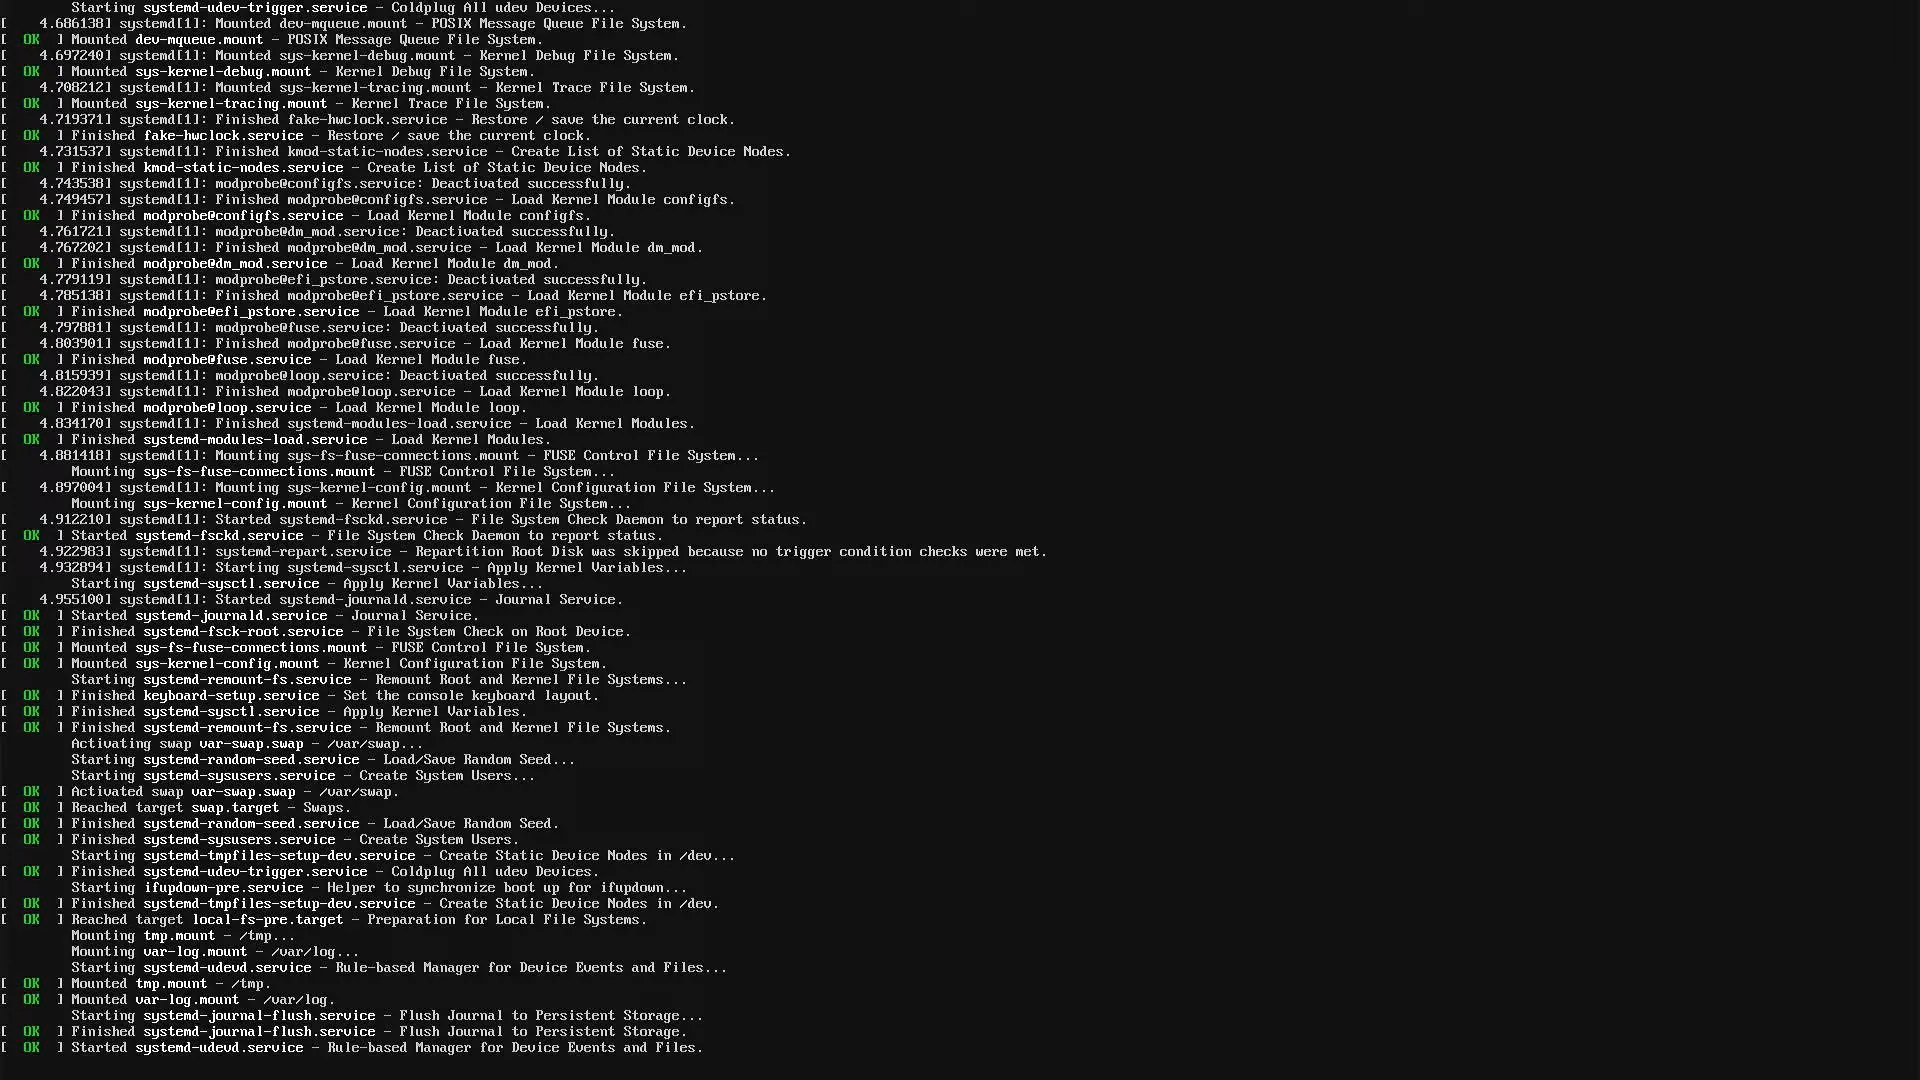 Starting systemd-udev-trigger.service - Coldplug All udev Devices...
[    4.686138] systemd[1]: Mounted dev-mqueue.mount - POSIX Message Queue File System.
[  OK  ] Mounted dev-mqueue.mount - POSIX Message Queue File System.
[    4.697240] systemd[1]: Mounted sys-kernel-debug.mount - Kernel Debug File System.
[  OK  ] Mounted sys-kernel-debug.mount - Kernel Debug File System.
[    4.708212] systemd[1]: Mounted sys-kernel-tracing.mount - Kernel Trace File System.
[  OK  ] Mounted sys-kernel-tracing.mount - Kernel Trace File System.
[    4.719371] systemd[1]: Finished fake-hwclock.service - Restore / save the current clock.
[  OK  ] Finished fake-hwclock.service - Restore / save the current clock.
[    4.731537] systemd[1]: Finished kmod-static-nodes.service - Create List of Static Device Nodes.
[  OK  ] Finished kmod-static-nodes.service - Create List of Static Device Nodes.
[    4.743538] systemd[1]: modprobe@configfs.service: Deactivated successfully.
[    4.749457] systemd[1]: Finished modprobe@configfs.service - Load Kernel Module configfs.
[  OK  ] Finished modprobe@configfs.service - Load Kernel Module configfs.
[    4.761721] systemd[1]: modprobe@dm_mod.service: Deactivated successfully.
[    4.767202] systemd[1]: Finished modprobe@dm_mod.service - Load Kernel Module dm_mod.
[  OK  ] Finished modprobe@dm_mod.service - Load Kernel Module dm_mod.
[    4.779119] systemd[1]: modprobe@efi_pstore.service: Deactivated successfully.
[    4.785138] systemd[1]: Finished modprobe@efi_pstore.service - Load Kernel Module efi_pstore.
[  OK  ] Finished modprobe@efi_pstore.service - Load Kernel Module efi_pstore.
[    4.797881] systemd[1]: modprobe@fuse.service: Deactivated successfully.
[    4.803901] systemd[1]: Finished modprobe@fuse.service - Load Kernel Module fuse.
[  OK  ] Finished modprobe@fuse.service - Load Kernel Module fuse.
[    4.815939] systemd[1]: modprobe@loop.service: Deactivated successfully.
[    4.822043] systemd[1]: Finished modprobe@loop.service - Load Kernel Module loop.
[  OK  ] Finished modprobe@loop.service - Load Kernel Module loop.
[    4.834170] systemd[1]: Finished systemd-modules-load.service - Load Kernel Modules.
[  OK  ] Finished systemd-modules-load.service - Load Kernel Modules.
[    4.881418] systemd[1]: Mounting sys-fs-fuse-connections.mount - FUSE Control File System...
Mounting sys-fs-fuse-connections.mount - FUSE Control File System...
[    4.897004] systemd[1]: Mounting sys-kernel-config.mount - Kernel Configuration File System...
Mounting sys-kernel-config.mount - Kernel Configuration File System...
[    4.912210] systemd[1]: Started systemd-fsckd.service - File System Check Daemon to report status.
[  OK  ] Started systemd-fsckd.service - File System Check Daemon to report status.
[    4.922983] systemd[1]: systemd-repart.service - Repartition Root Disk was skipped because no trigger condition checks were met.
[    4.932894] systemd[1]: Starting systemd-sysctl.service - Apply Kernel Variables...
Starting systemd-sysctl.service - Apply Kernel Variables...
[    4.955100] systemd[1]: Started systemd-journald.service - Journal Service.
[  OK  ] Started systemd-journald.service - Journal Service.
[  OK  ] Finished systemd-fsck-root.service - File System Check on Root Device.
[  OK  ] Mounted sys-fs-fuse-connections.mount - FUSE Control File System.
[  OK  ] Mounted sys-kernel-config.mount - Kernel Configuration File System.
Starting systemd-remount-fs.service - Remount Root and Kernel File Systems...
[  OK  ] Finished keyboard-setup.service - Set the console keyboard layout.
[  OK  ] Finished systemd-sysctl.service - Apply Kernel Variables.
[  OK  ] Finished systemd-remount-fs.service - Remount Root and Kernel File Systems.
Activating swap var-swap.swap - /var/swap...
Starting systemd-random-seed.service - Load/Save Random Seed...
Starting systemd-sysusers.service - Create System Users...
[  OK  ] Activated swap var-swap.swap - /var/swap.
[  OK  ] Reached target swap.target - Swaps.
[  OK  ] Finished systemd-random-seed.service - Load/Save Random Seed.
[  OK  ] Finished systemd-sysusers.service - Create System Users.
Starting systemd-tmpfiles-setup-dev.service - Create Static Device Nodes in /dev...
[  OK  ] Finished systemd-udev-trigger.service - Coldplug All udev Devices.
Starting ifupdown-pre.service - Helper to synchronize boot up for ifupdown...
[  OK  ] Finished systemd-tmpfiles-setup-dev.service - Create Static Device Nodes in /dev.
[  OK  ] Reached target local-fs-pre.target - Preparation for Local File Systems.
Mounting tmp.mount - /tmp...
Mounting var-log.mount - /var/log...
Starting systemd-udevd.service - Rule-based Manager for Device Events and Files...
[  OK  ] Mounted tmp.mount - /tmp.
[  OK  ] Mounted var-log.mount - /var/log.
Starting systemd-journal-flush.service - Flush Journal to Persistent Storage...
[  OK  ] Finished systemd-journal-flush.service - Flush Journal to Persistent Storage.
[  OK  ] Started systemd-udevd.service - Rule-based Manager for Device Events and Files.